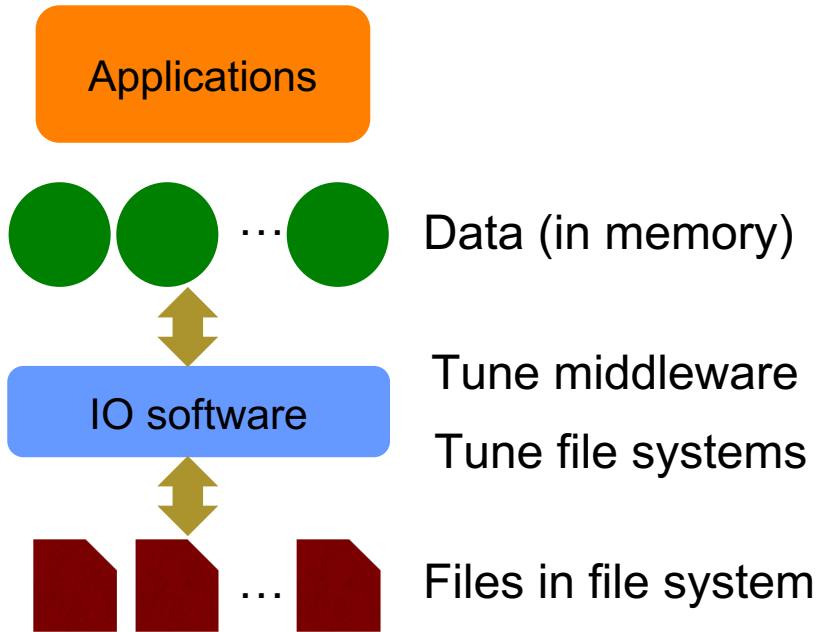 Applications
...
Data (in memory)
Tune middleware
IO software
Tune file systems
...
Files in file system